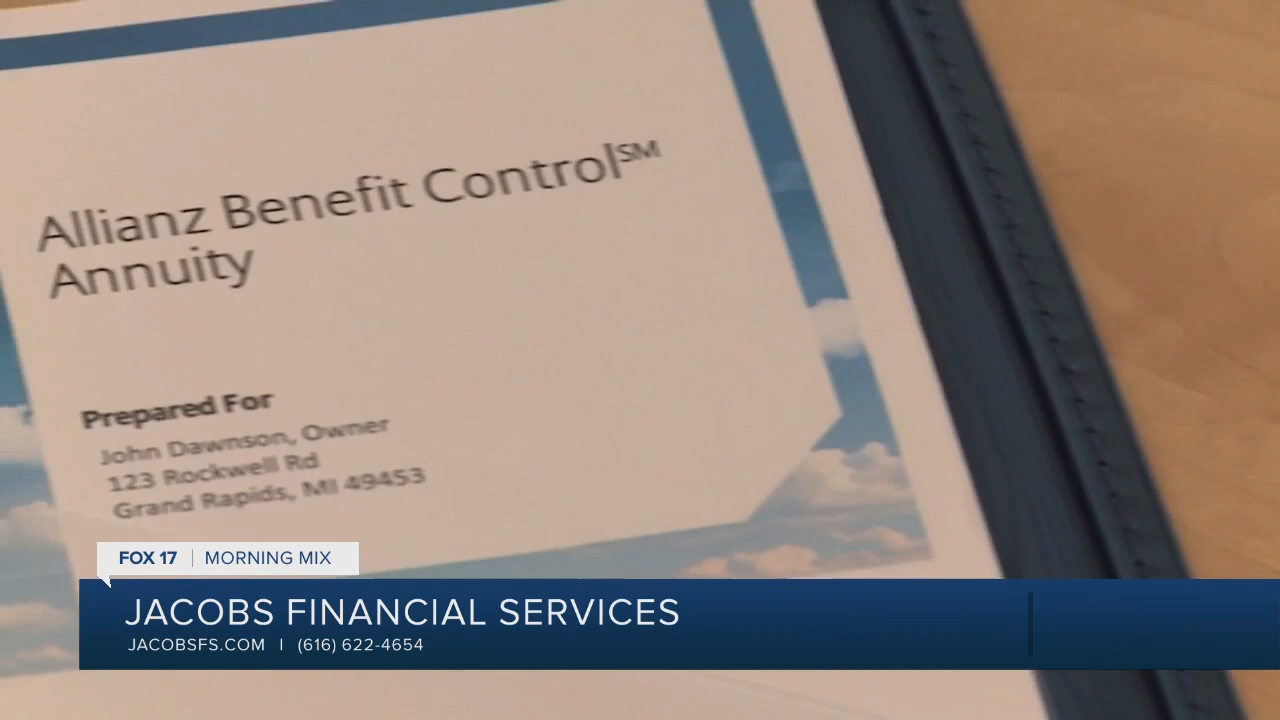 Allianz Benefit Control℠
Annuity
Prepared For
John Dawnson, Owner
123 Rockwell Rd
Grand Rapids, MI 49453
FOX 17 | MORNING MIX
JACOBS FINANCIAL SERVICES
JACOBSFS.COM | (616) 622-4654